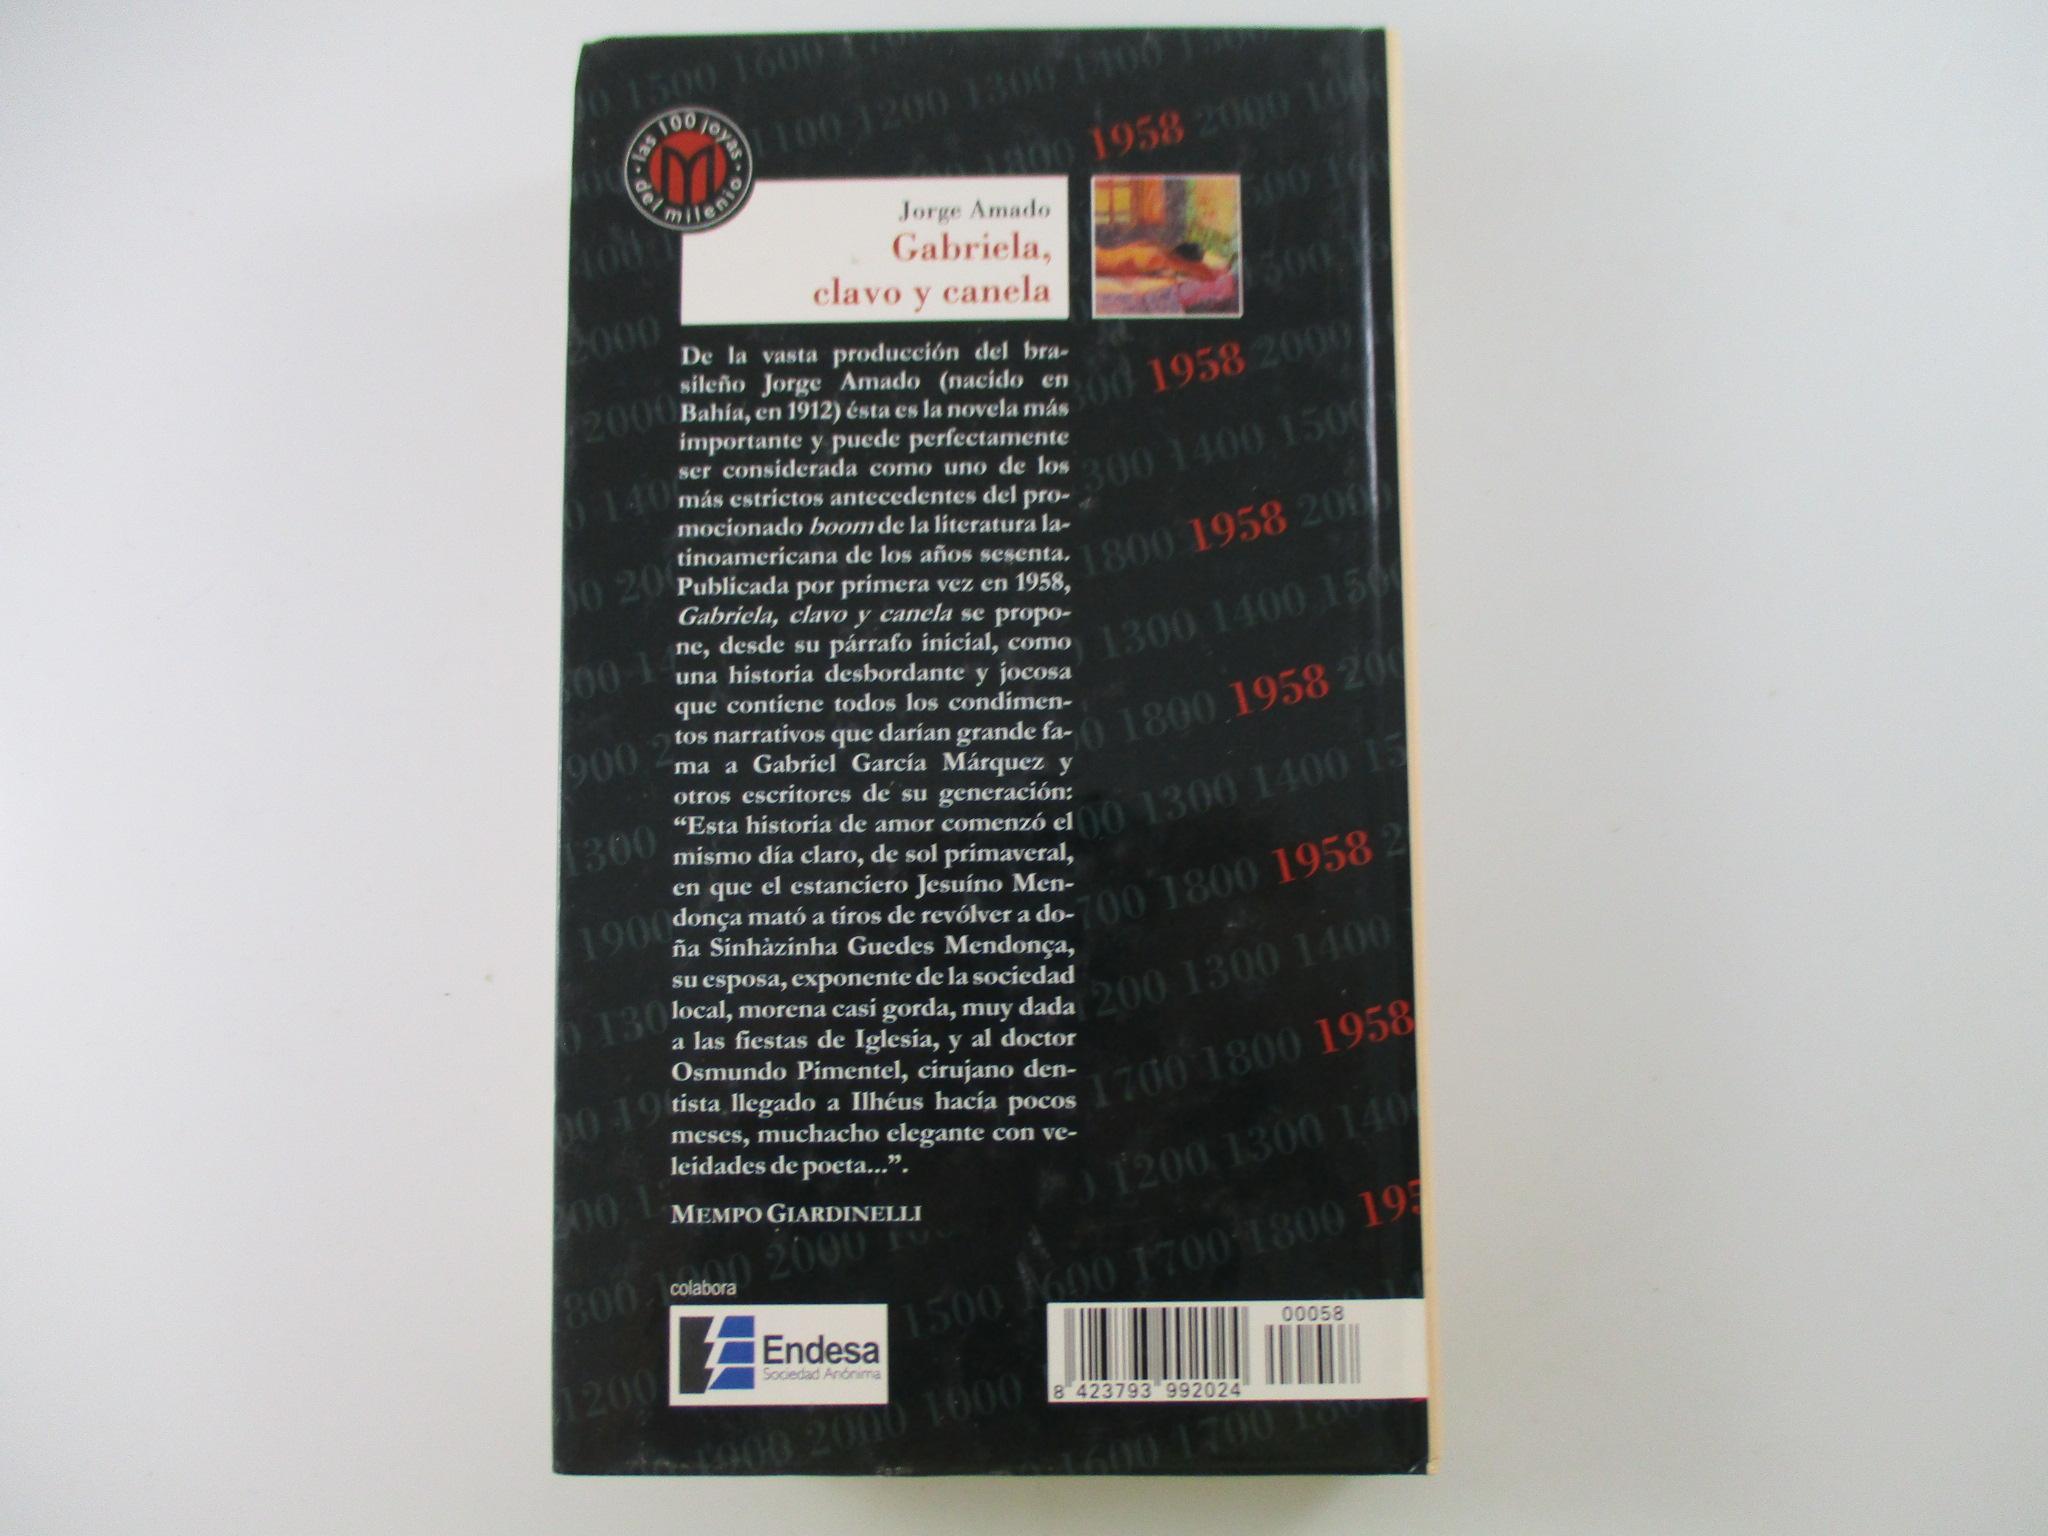 las 100 joyas
M
del milenio
Jorge Amado
Gabriela,
clavo y canela
De la vasta producción del bra-
sileño Jorge Amado (nacido en
Bahía, en 1912) ésta es la novela más
importante y puede perfectamente
ser considerada como uno de los
más estrictos antecedentes del pro-
mocionado boom de la literatura la-
tinoamericana de los años sesenta.
Publicada por primera vez en 1958,
Gabriela, clavo y canela se propo-
ne, desde su párrafo inicial, como
una historia desbordante y jocosa
que contiene todos los condimen-
tos narrativos que darían grande fa-
ma a Gabriel García Márquez y
otros escritores de su generación:
“Esta historia de amor comenzó el
mismo día claro, de sol primaveral,
en que el estanciero Jesuíno Men-
donça mató a tiros de revólver a do-
ña Sinhàzinha Guedes Mendonça,
su esposa, exponente de la sociedad
local, morena casi gorda, muy dada
a las fiestas de Iglesia, y al doctor
Osmundo Pimentel, cirujano den-
tista llegado a Ilhéus hacía pocos
meses, muchacho elegante con ve-
leidades de poeta...”.
MEMPO GIARDINELLI
colabora
Endesa
Sociedad Anónima
00058
8 423793 992024
1958
1958
1958
1958
1958
1958